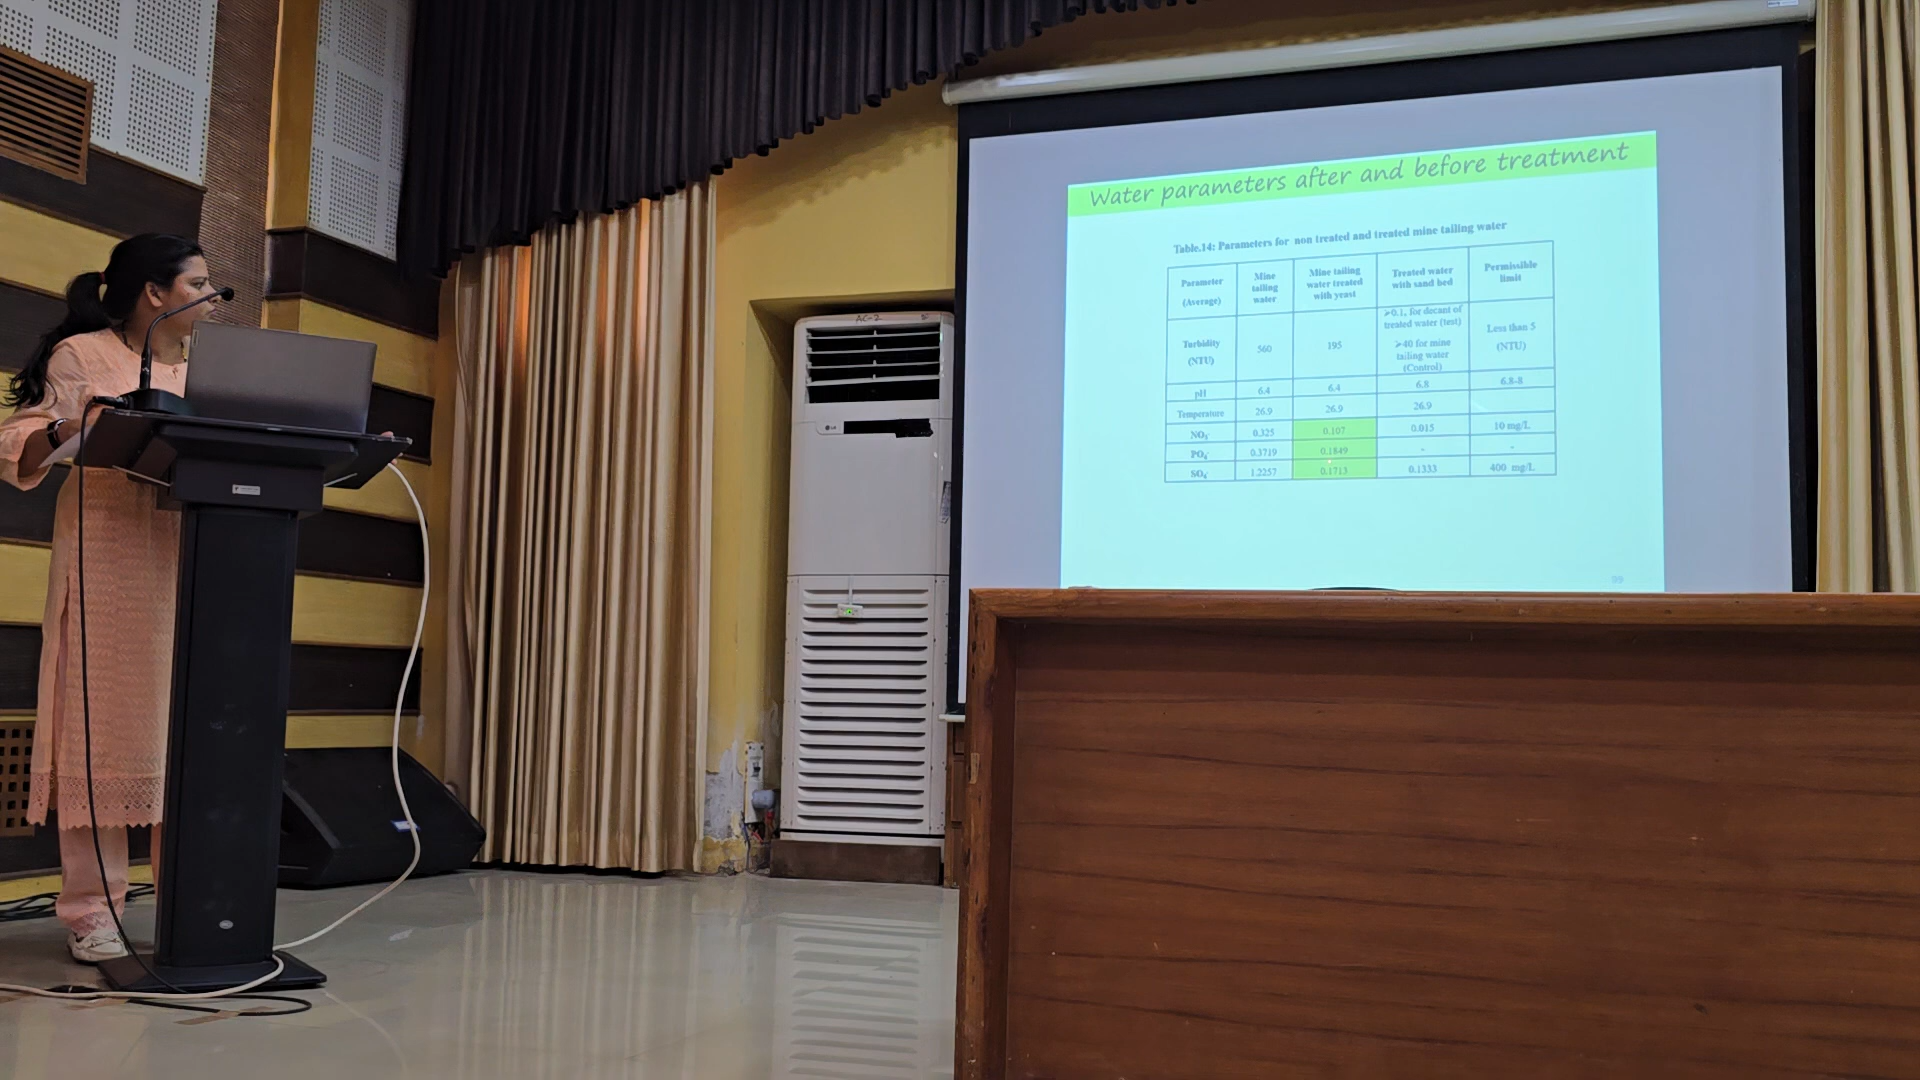 AC-2
LG
Water parameters after and before treatment
Table.14: Parameters for non treated and treated mine tailing water
Parameter (Average) Mine tailing water Mine tailing water treated with yeast Treated water with sand bed Permissible limit
Turbidity (NTU) 560 195 ➢0.1, for decant of treated water (test) ➢40 for mine tailing water (Control) Less than 5 (NTU)
pH 6.4 6.4 6.8 6.8-8
Temperature 26.9 26.9 26.9
NO₃⁻ 0.325 0.107 0.015 10 mg/L
PO₄⁻ 0.3719 0.1849 - -
SO₄⁻ 1.2257 0.1713 0.1333 400 mg/L